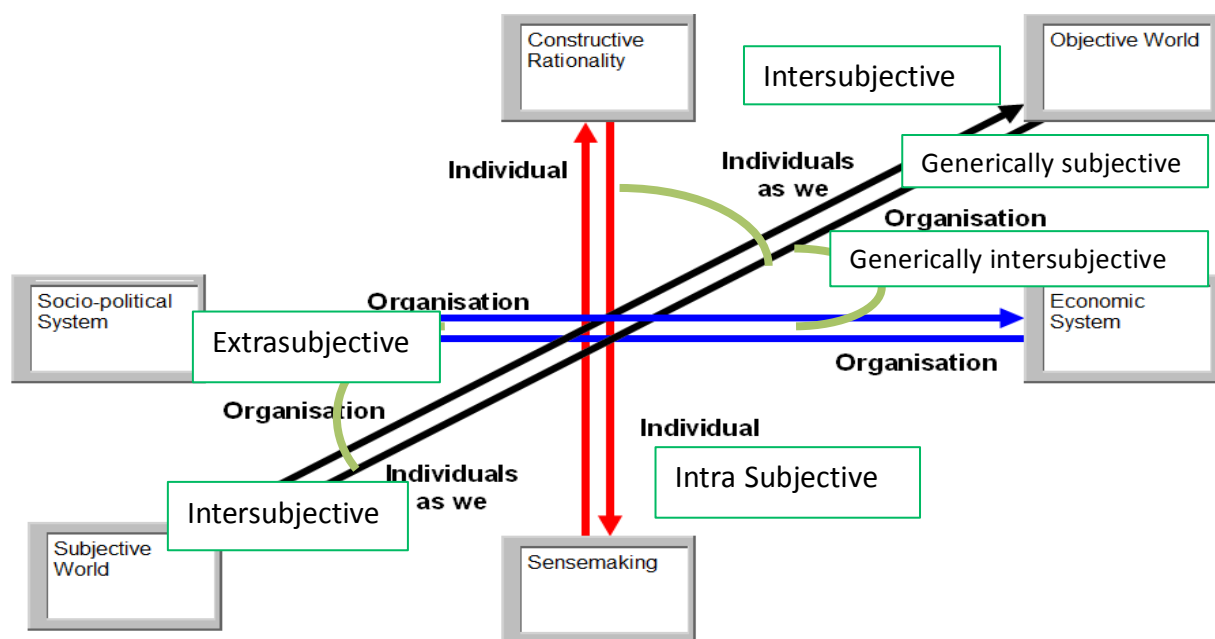 Constructive
Rationality
Objective World
Intersubjective
Individual
Individuals
as we
Generically subjective
Organisation
Generically intersubjective
Socio-political
System
Organisation
Economic
System
Extrasubjective
Organisation
Organisation
Individual
Individuals
as we
Intra Subjective
Intersubjective
Subjective
World
Sensemaking